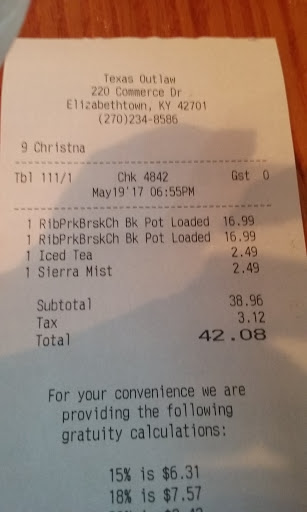 Texas Outlaw
220 Commerce Dr
Elizabethtown, KY 42701
(270)234-8586
9 Christna
Tbl 111/1 Chk 4842 Gst 0
May19'17 06:55PM
1 RibPrkBrskCh Bk Pot Loaded 16.99
1 RibPrkBrskCh Bk Pot Loaded 16.99
1 Iced Tea 2.49
1 Sierra Mist 2.49
Subtotal 38.96
Tax 3.12
Total 42.08
For your convenience we are
providing the following
gratuity calculations:
15% is $6.31
18% is $7.57